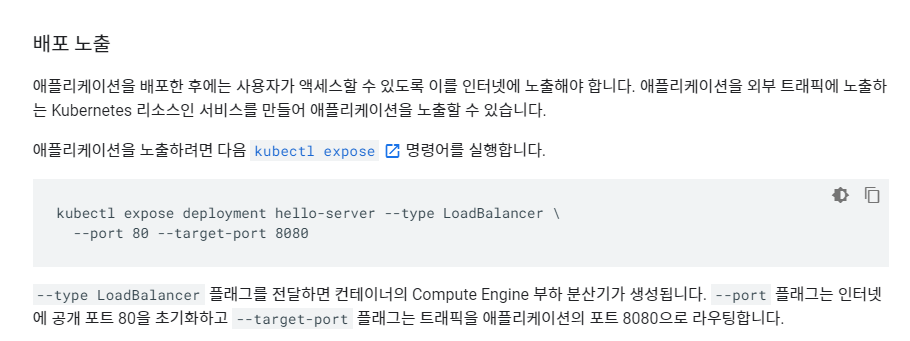 배포 노출
애플리케이션을 배포한 후에는 사용자가 액세스할 수 있도록 이를 인터넷에 노출해야 합니다. 애플리케이션을 외부 트래픽에 노출하
는 Kubernetes 리소스인 서비스를 만들어 애플리케이션을 노출할 수 있습니다.
애플리케이션을 노출하려면 다음 kubectl expose 명령어를 실행합니다.
kubectl expose deployment hello-server --type LoadBalancer \
  --port 80 --target-port 8080
--type LoadBalancer 플래그를 전달하면 컨테이너의 Compute Engine 부하 분산기가 생성됩니다. --port 플래그는 인터넷
에 공개 포트 80을 초기화하고 --target-port 플래그는 트래픽을 애플리케이션의 포트 8080으로 라우팅합니다.